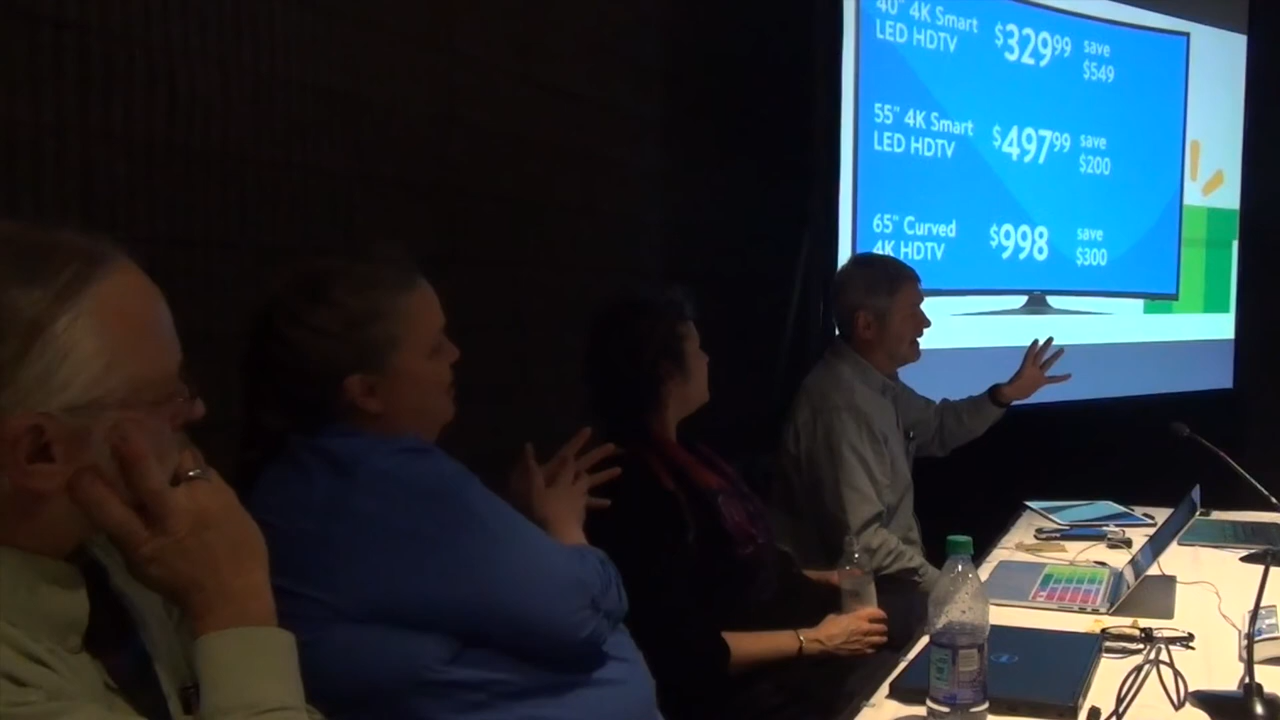 40" 4K Smart
LED HDTV
$329⁹⁹
save
$549
55" 4K Smart
LED HDTV
$497⁹⁹
save
$200
65" Curved
4K HDTV
$998
save
$300
DELL